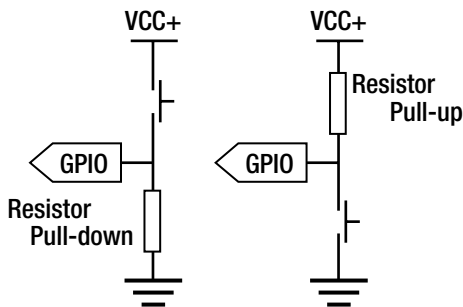 VCC+
VCC+
Resistor
Pull-up
GPIO
GPIO
Resistor
Pull-down